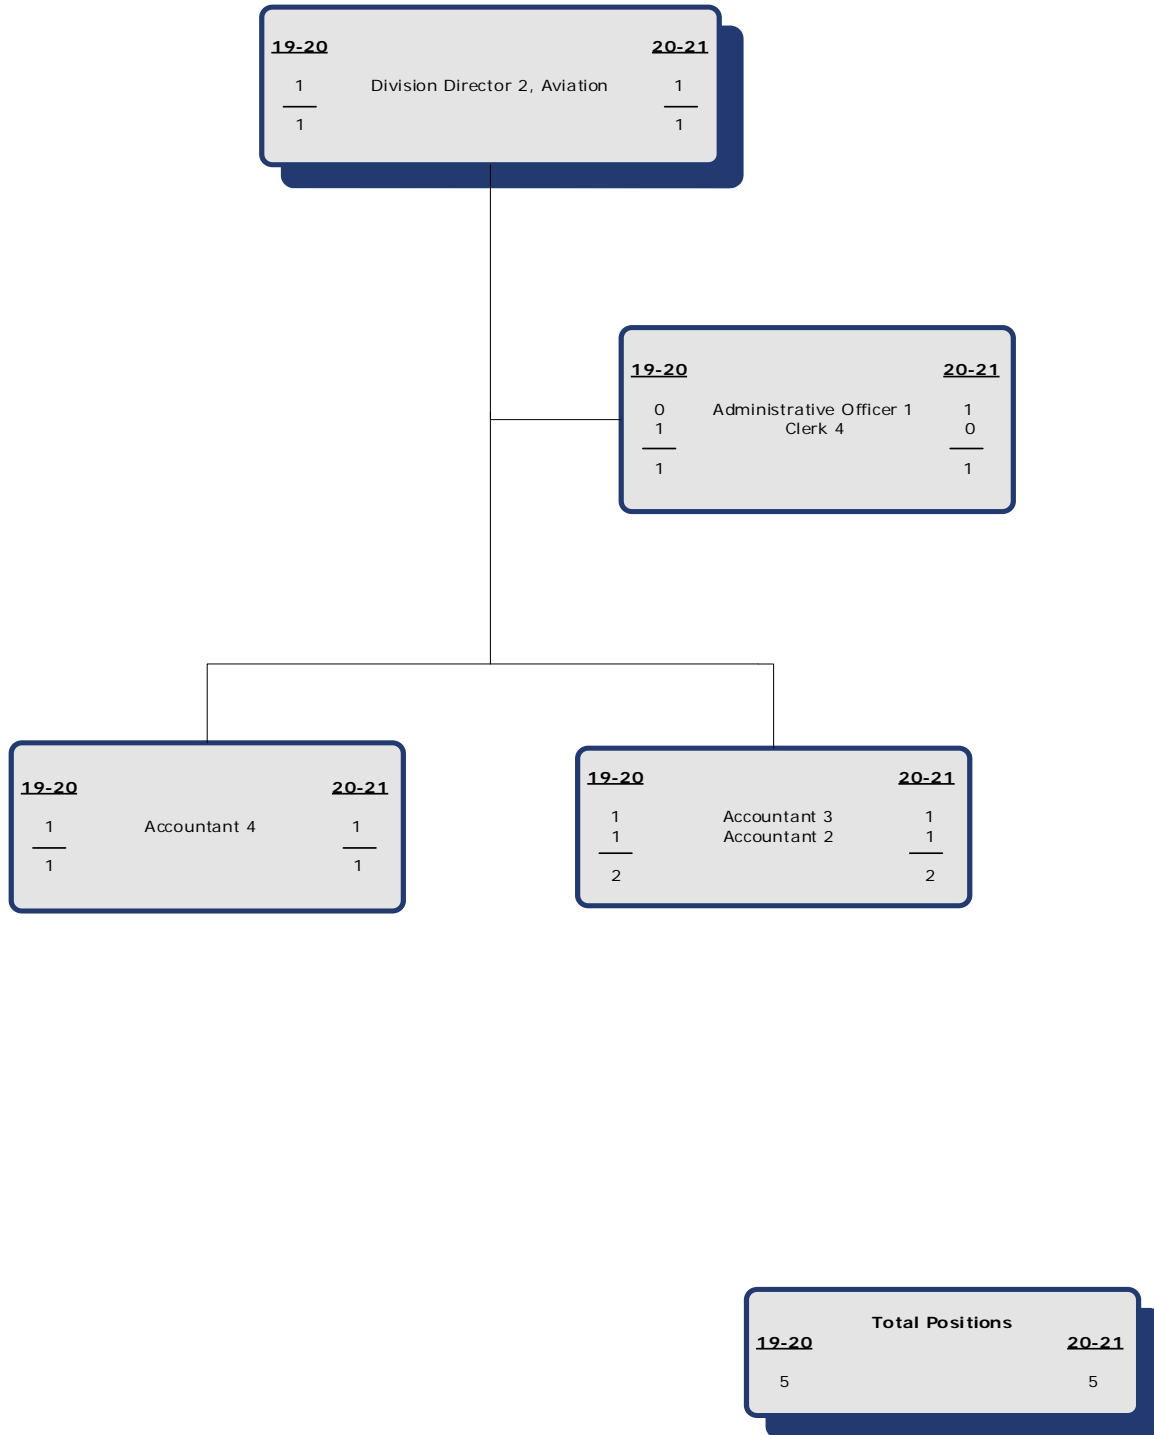 19-20 20-21
1 Division Director 2, Aviation 1
1 1
19-20 20-21
0 Administrative Officer 1 1
1 Clerk 4 0
1 1
19-20 20-21
1 Accountant 4 1
1 1
19-20 20-21
1 Accountant 3 1
1 Accountant 2 1
2 2
Total Positions
19-20 20-21
5 5